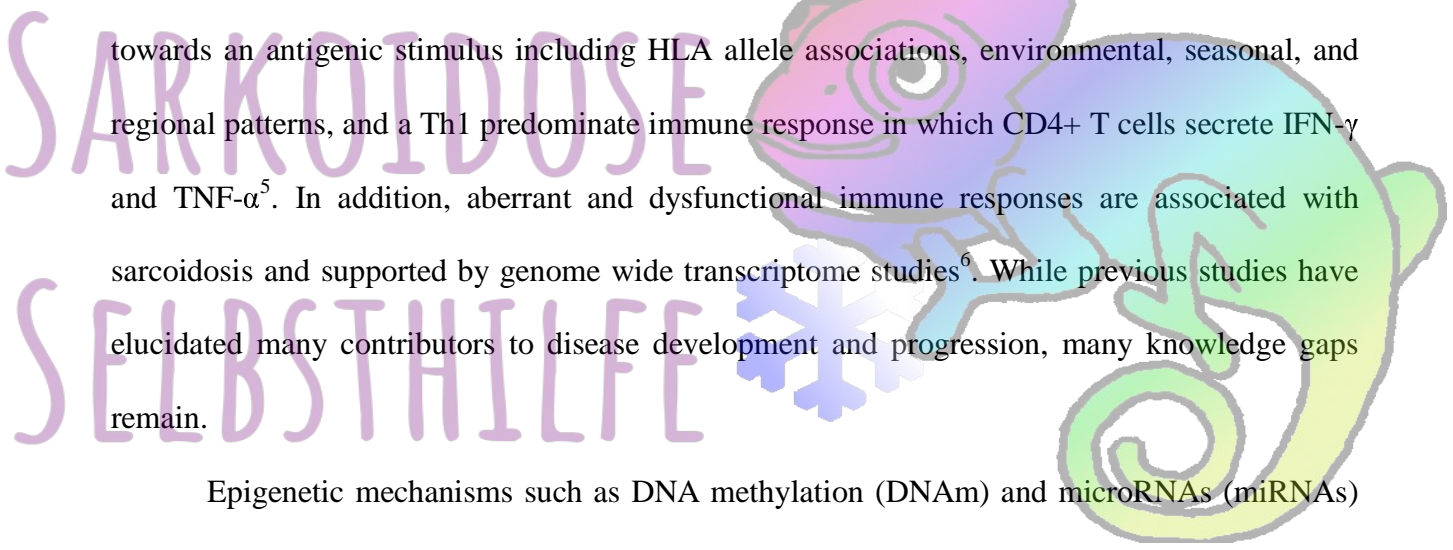 towards an antigenic stimulus including HLA allele associations, environmental, seasonal, and
SARKOIDOSE
regional patterns, and a Th1 predominate immune response in which CD4+ T cells secrete IFN-γ
and TNF-α⁵. In addition, aberrant and dysfunctional immune responses are associated with
sarcoidosis and supported by genome wide transcriptome studies⁶. While previous studies have
SELBSTHILFE
elucidated many contributors to disease development and progression, many knowledge gaps
remain.
Epigenetic mechanisms such as DNA methylation (DNAm) and microRNAs (miRNAs)